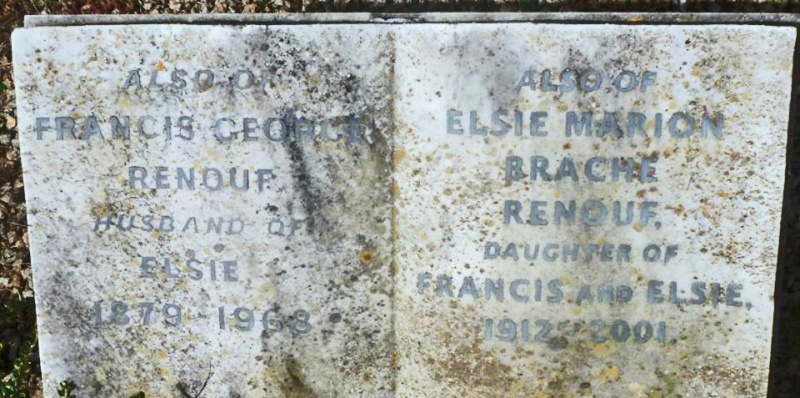 ALSO OF
FRANCIS GEORGE
RENOUF
HUSBAND OF
ELSIE
1879-1968
ALSO OF
ELSIE MARION
BRACHE
RENOUF,
DAUGHTER OF
FRANCIS AND ELSIE,
1912-2001.